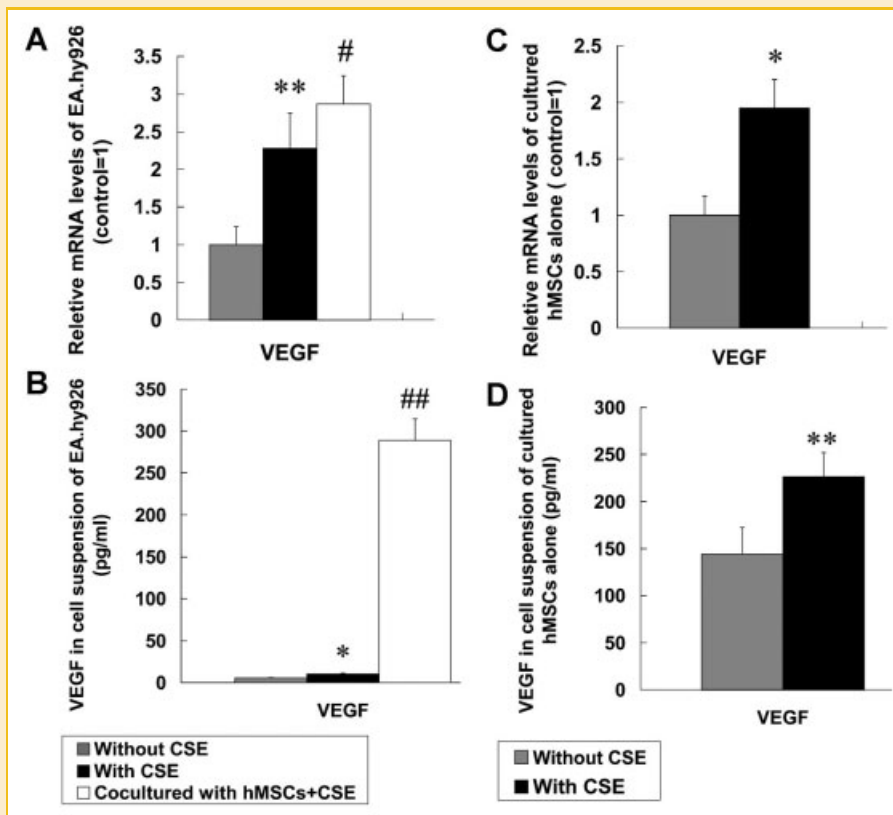 A
Reletive mRNA levels of EA.hy926
(control=1)
3.5
3
2.5
2
1.5
1
0.5
0
**
#
VEGF
B
VEGF in cell suspension of EA.hy926
(pg/ml)
350
300
250
200
150
100
50
0
*
##
VEGF
Without CSE
With CSE
Cocultured with hMSCs+CSE
C
Reletive mRNA levels of cultured
hMSCs alone ( control=1)
2.5
2
1.5
1
0.5
0
*
VEGF
D
VEGF in cell suspension of cultured
hMSCs alone (pg/ml)
300
250
200
150
100
50
0
**
VEGF
Without CSE
With CSE